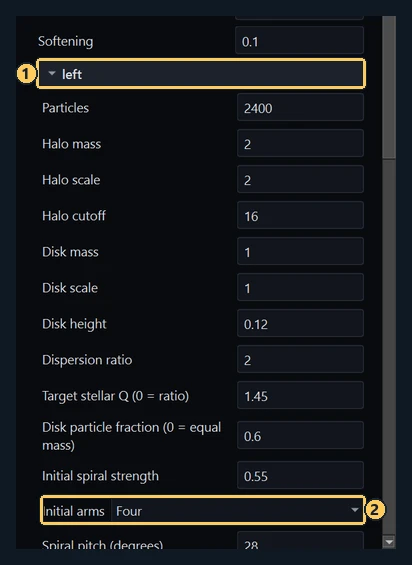 Softening 0.1
1 left
Particles 2400
Halo mass 2
Halo scale 2
Halo cutoff 16
Disk mass 1
Disk scale 1
Disk height 0.12
Dispersion ratio 2
Target stellar Q (0 = ratio) 1.45
Disk particle fraction (0 = equal
mass) 0.6
Initial spiral strength 0.55
Initial arms Four 2
Spiral pitch (degrees) 28